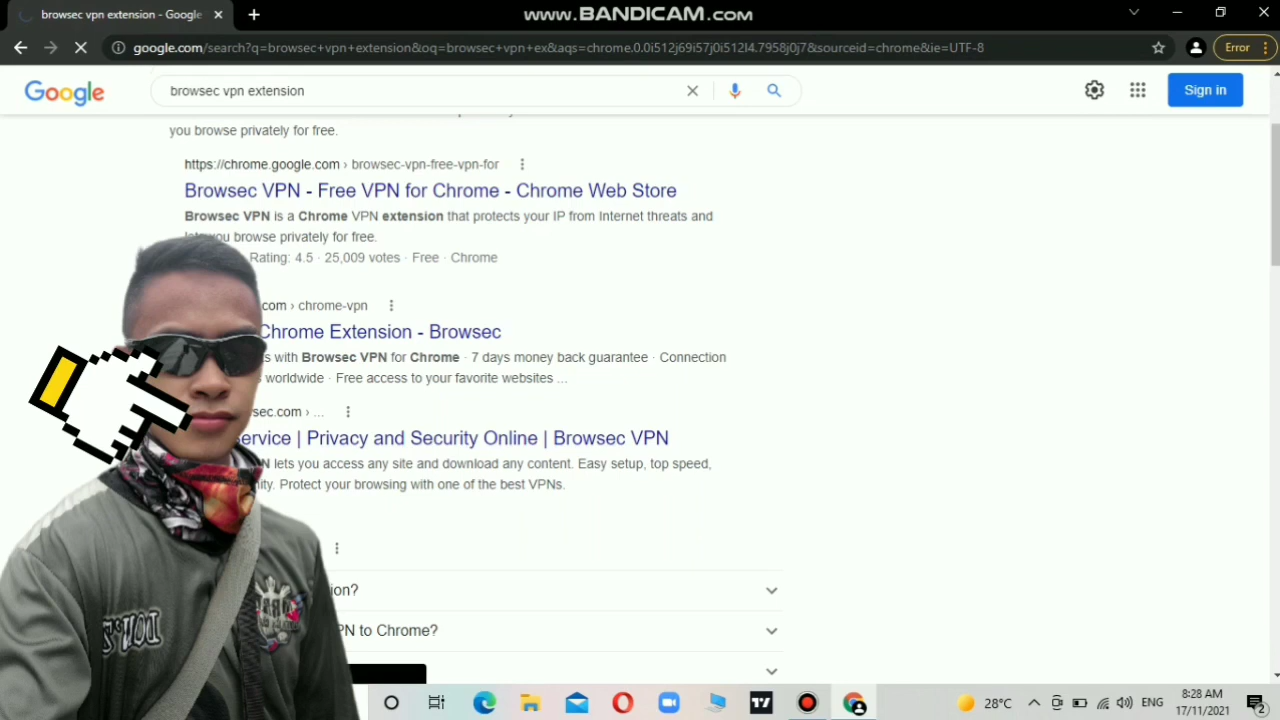 browsec vpn extension - Google
www.BANDICAM.com
google.com/search?q=browsec+vpn+extension&oq=browsec+vpn+ex&aqs=chrome.0.0i512j69i57j0i512l4.7958j0j7&sourceid=chrome&ie=UTF-8
Error
Google
browsec vpn extension
Sign in
you browse privately for free.
https://chrome.google.com › browsec-vpn-free-vpn-for
Browsec VPN - Free VPN for Chrome - Chrome Web Store
Browsec VPN is a Chrome VPN extension that protects your IP from Internet threats and
you browse privately for free.
Rating: 4.5 · 25,009 votes · Free · Chrome
.com › chrome-vpn
Chrome Extension - Browsec
with Browsec VPN for Chrome · 7 days money back guarantee · Connection
worldwide · Free access to your favorite websites ...
sec.com › ...
ervice | Privacy and Security Online | Browsec VPN
lets you access any site and download any content. Easy setup, top speed,
ity. Protect your browsing with one of the best VPNs.
ion?
PN to Chrome?
28°C
ENG
8:28 AM
17/11/2021
2